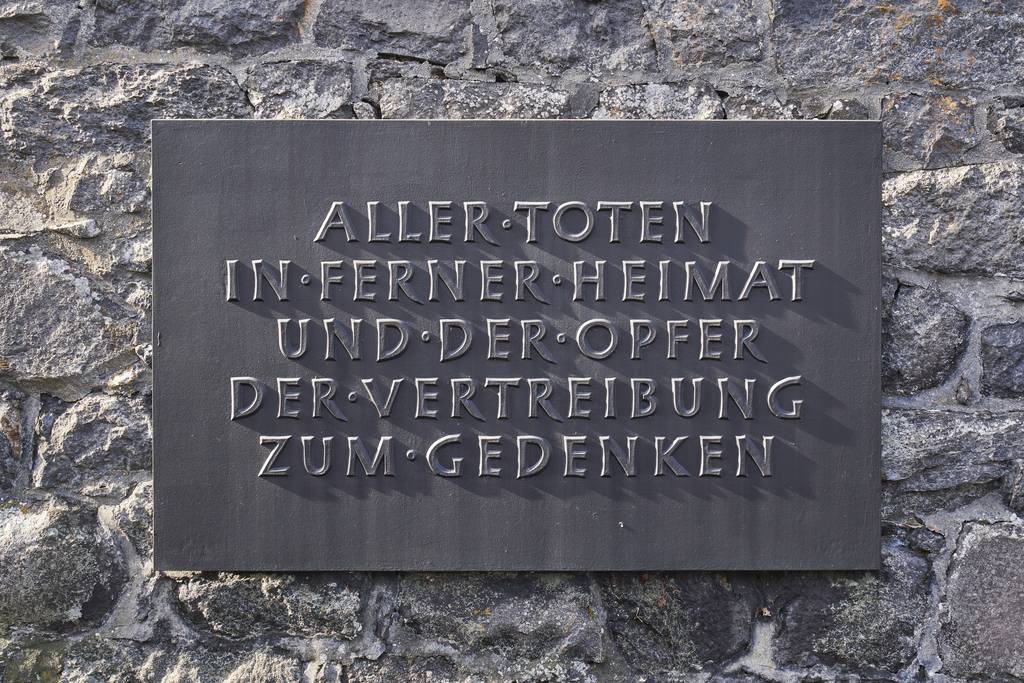 ALLER·TOTEN
IN·FERNER·HEIMAT
UND·DER·OPFER
DER·VERTREIBUNG
ZUM·GEDENKEN